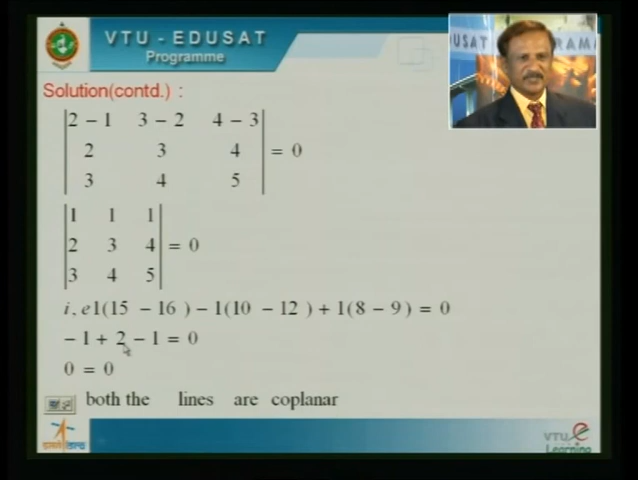 VTU - EDUSAT
Programme
USAT
RAMA
Solution(contd.) :
|2 – 1 3 – 2 4 – 3|
|2 3 4| = 0
|3 4 5|
|1 1 1|
|2 3 4| = 0
|3 4 5|
i, e1(15 – 16 ) – 1(10 – 12 ) + 1(8 – 9) = 0
– 1 + 2 – 1 = 0
0 = 0
both the lines are coplanar
VTU e
Learning